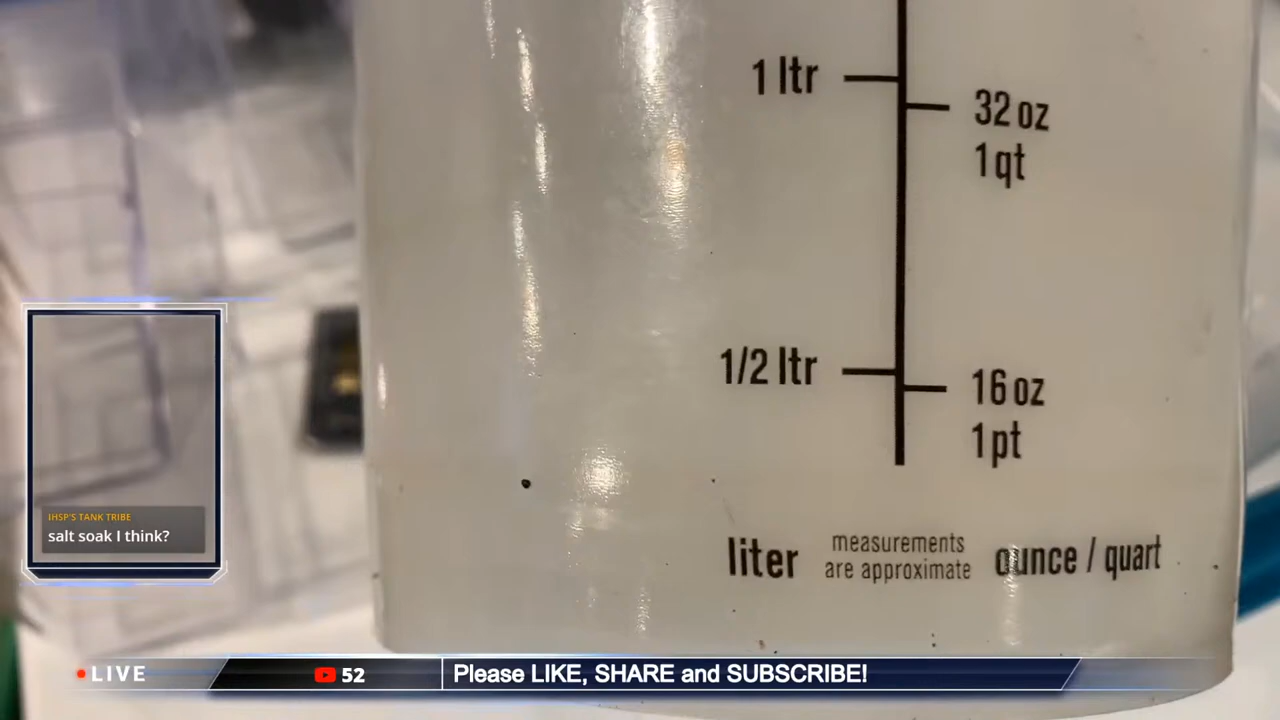 1 ltr
32 oz
1 qt
1/2 ltr
16 oz
1 pt
liter
measurements
are approximate
ounce / quart
IHSP'S TANK TRIBE
salt soak I think?
LIVE
52
Please LIKE, SHARE and SUBSCRIBE!